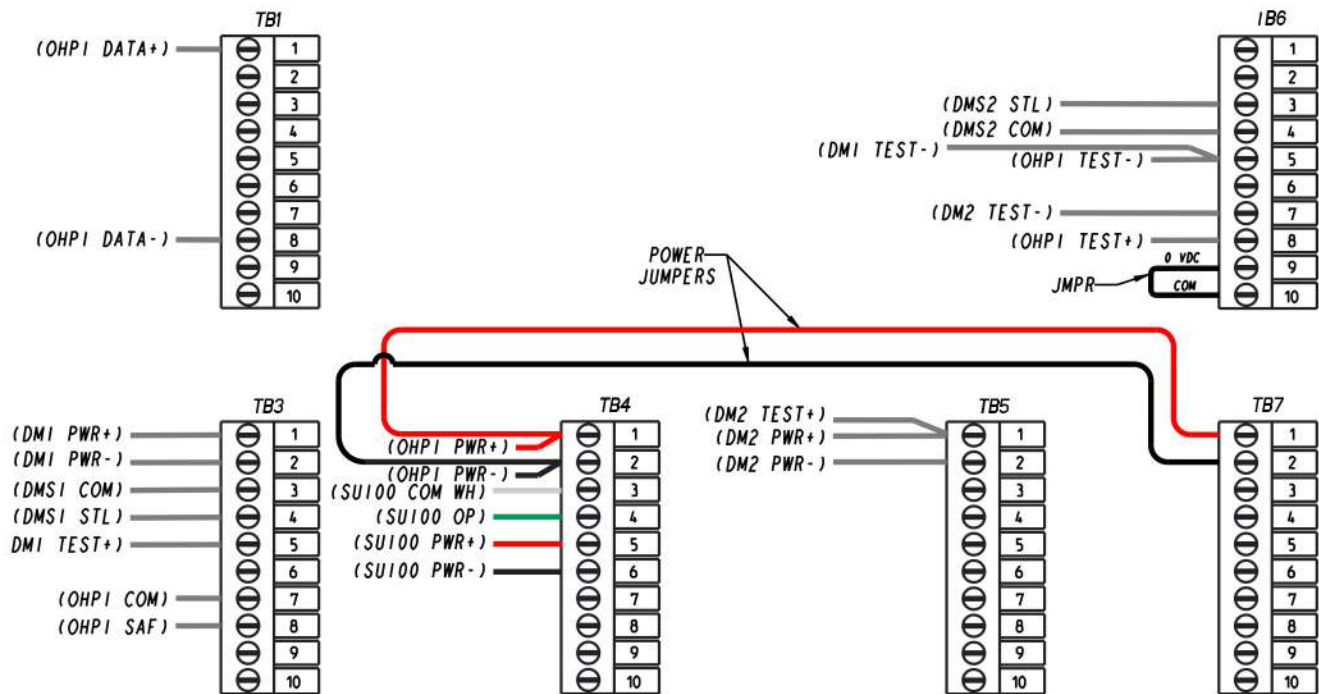 TB1
(OHP1 DATA+)
1
2
3
4
5
6
7
(OHP1 DATA-)
8
9
10
IB6
1
2
(DMS2 STL)
3
(DMS2 COM)
4
(DM1 TEST-)
(OHP1 TEST-)
5
6
(DM2 TEST-)
7
(OHP1 TEST+)
8
0 VDC
9
JMPR
COM
10
POWER
JUMPERS
TB3
(DM1 PWR+)
1
(DM1 PWR-)
2
(DMS1 COM)
3
(DMS1 STL)
4
DM1 TEST+)
5
6
(OHP1 COM)
7
(OHP1 SAF)
8
9
10
TB4
1
(OHP1 PWR+)
2
(OHP1 PWR-)
(SU100 COM WH)
3
(SU100 OP)
4
(SU100 PWR+)
5
(SU100 PWR-)
6
7
8
9
10
TB5
(DM2 TEST+)
(DM2 PWR+)
1
(DM2 PWR-)
2
3
4
5
6
7
8
9
10
TB7
1
2
3
4
5
6
7
8
9
10